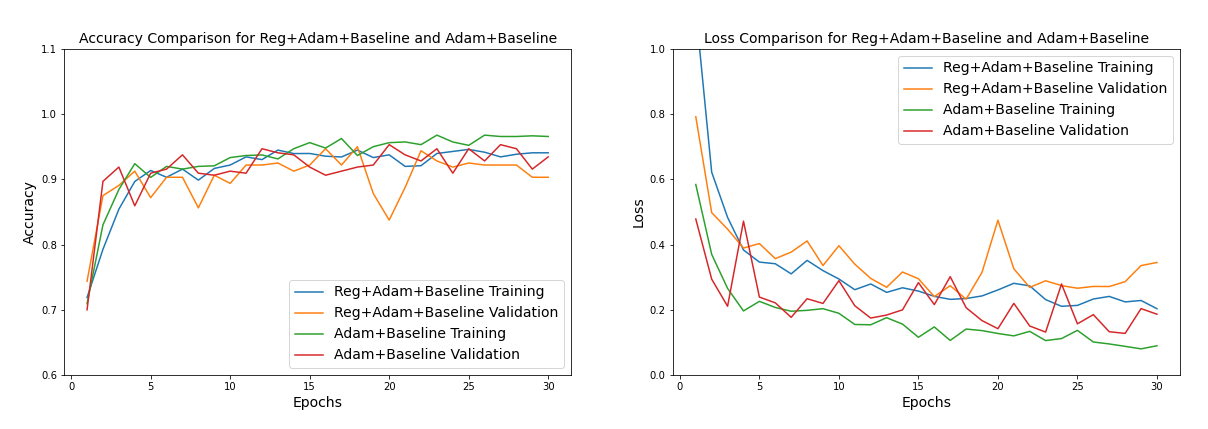 Accuracy Comparison for Reg+Adam+Baseline and Adam+Baseline
1.1
1.0
0.9
0.8
0.7
0.6
Accuracy
0 5 10 15 20 25 30
Epochs
Reg+Adam+Baseline Training
Reg+Adam+Baseline Validation
Adam+Baseline Training
Adam+Baseline Validation
Loss Comparison for Reg+Adam+Baseline and Adam+Baseline
1.0
0.8
0.6
0.4
0.2
0.0
Loss
0 5 10 15 20 25 30
Epochs
Reg+Adam+Baseline Training
Reg+Adam+Baseline Validation
Adam+Baseline Training
Adam+Baseline Validation